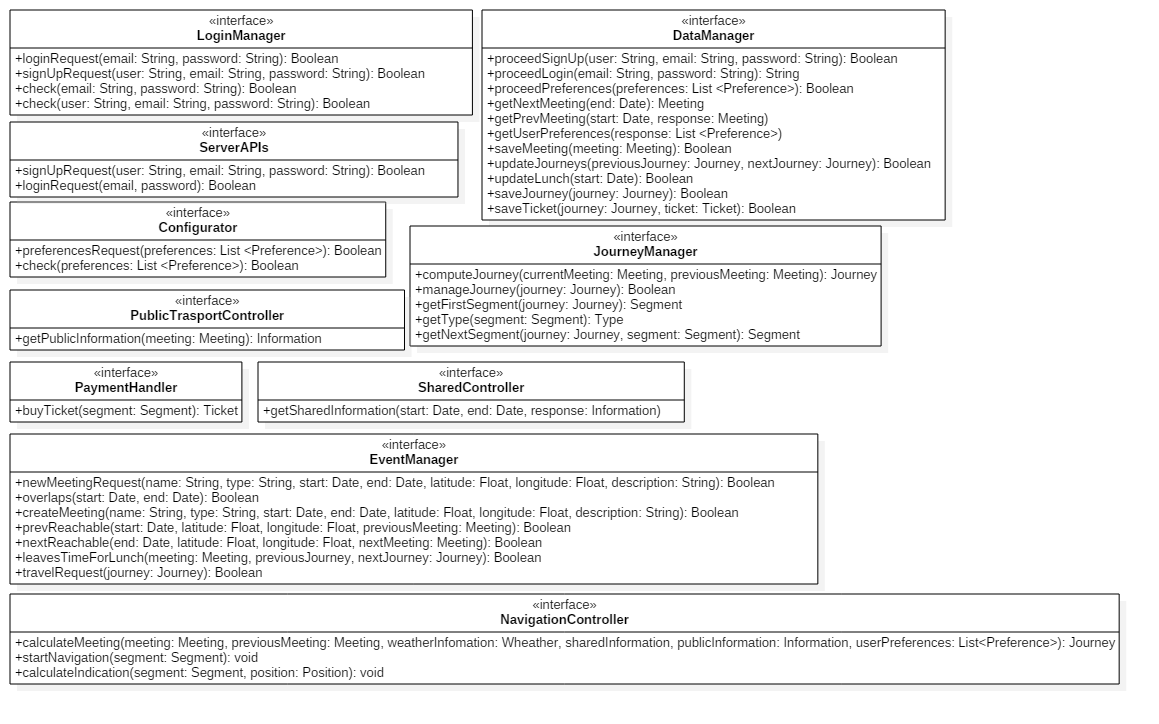 «interface»
LoginManager
+loginRequest(email: String, password: String): Boolean
+signUpRequest(user: String, email: String, password: String): Boolean
+check(email: String, password: String): Boolean
+check(user: String, email: String, password: String): Boolean
«interface»
DataManager
+proceedSignUp(user: String, email: String, password: String): Boolean
+proceedLogin(email: String, password: String): String
+proceedPreferences(preferences: List <Preference>): Boolean
+getNextMeeting(end: Date): Meeting
+getPrevMeeting(start: Date, response: Meeting)
+getUserPreferences(response: List <Preference>)
+saveMeeting(meeting: Meeting): Boolean
+updateJourneys(previousJourney: Journey, nextJourney: Journey): Boolean
+updateLunch(start: Date): Boolean
+saveJourney(journey: Journey): Boolean
+saveTicket(journey: Journey, ticket: Ticket): Boolean
«interface»
ServerAPIs
+signUpRequest(user: String, email: String, password: String): Boolean
+loginRequest(email, password): Boolean
«interface»
Configurator
+preferencesRequest(preferences: List <Preference>): Boolean
+check(preferences: List <Preference>): Boolean
«interface»
JourneyManager
+computeJourney(currentMeeting: Meeting, previousMeeting: Meeting): Journey
+manageJourney(journey: Journey): Boolean
+getFirstSegment(journey: Journey): Segment
+getType(segment: Segment): Type
+getNextSegment(journey: Journey, segment: Segment): Segment
«interface»
PublicTrasportController
+getPublicInformation(meeting: Meeting): Information
«interface»
PaymentHandler
+buyTicket(segment: Segment): Ticket
«interface»
SharedController
+getSharedInformation(start: Date, end: Date, response: Information)
«interface»
EventManager
+newMeetingRequest(name: String, type: String, start: Date, end: Date, latitude: Float, longitude: Float, description: String): Boolean
+overlaps(start: Date, end: Date): Boolean
+createMeeting(name: String, type: String, start: Date, end: Date, latitude: Float, longitude: Float, description: String): Boolean
+prevReachable(start: Date, latitude: Float, longitude: Float, previousMeeting: Meeting): Boolean
+nextReachable(end: Date, latitude: Float, longitude: Float, nextMeeting: Meeting): Boolean
+leavesTimeForLunch(meeting: Meeting, previousJourney, nextJourney: Journey): Boolean
+travelRequest(journey: Journey): Boolean
«interface»
NavigationController
+calculateMeeting(meeting: Meeting, previousMeeting: Meeting, weatherInfomation: Wheather, sharedInformation, publicInformation: Information, userPreferences: List<Preference>): Journey
+startNavigation(segment: Segment): void
+calculateIndication(segment: Segment, position: Position): void